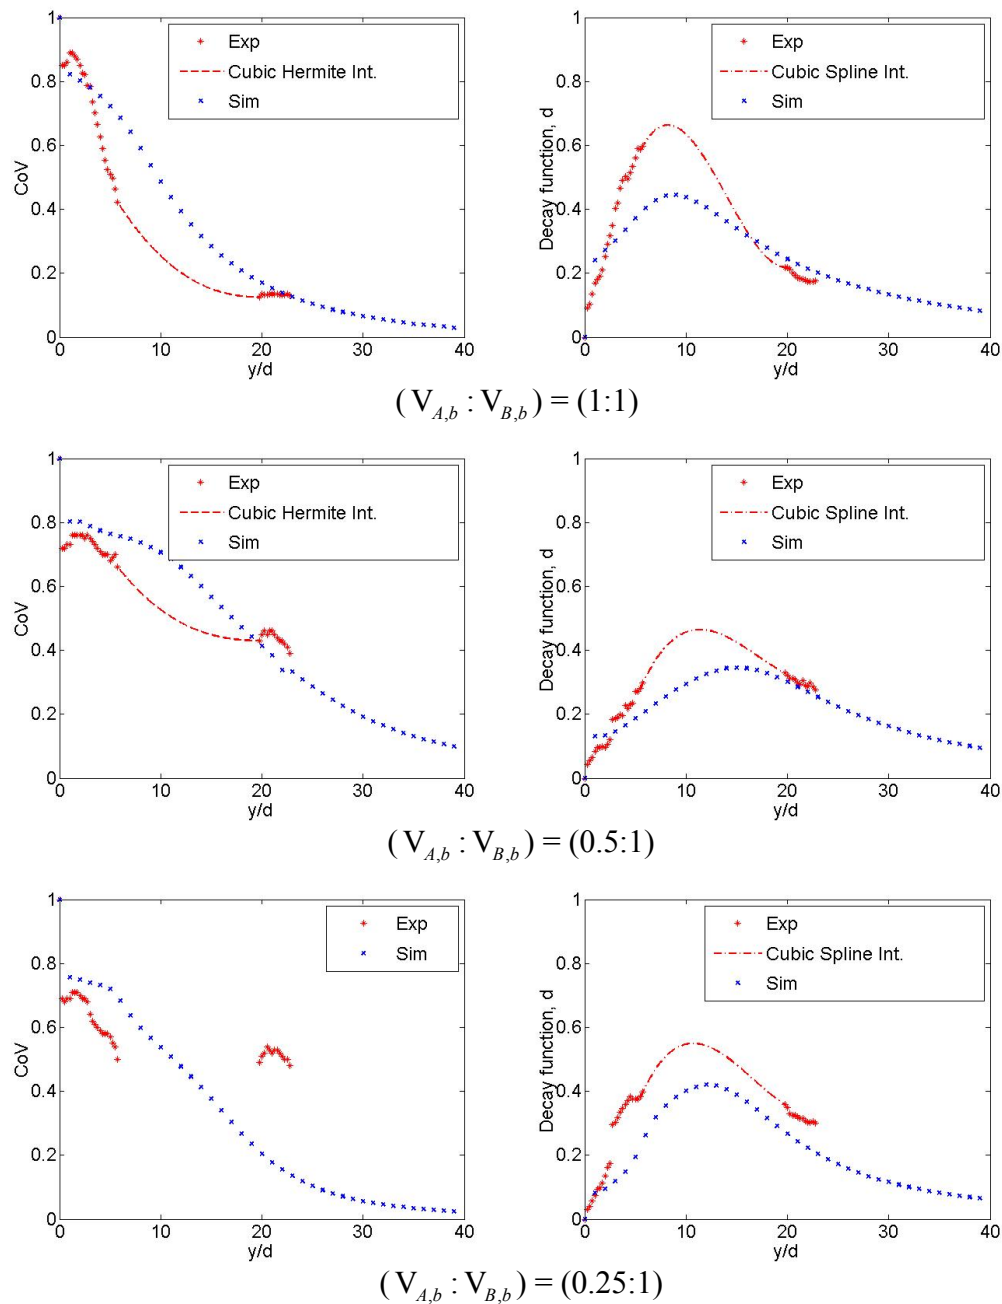 1
0.8
0.6
0.4
0.2
0
CoV
0 10 20 30 40
y/d
Exp
Cubic Hermite Int.
Sim
1
0.8
0.6
0.4
0.2
0
Decay function, d
0 10 20 30 40
y/d
Exp
Cubic Spline Int.
Sim
(V_{A,b} : V_{B,b}) = (1:1)
1
0.8
0.6
0.4
0.2
0
CoV
0 10 20 30 40
y/d
Exp
Cubic Hermite Int.
Sim
1
0.8
0.6
0.4
0.2
0
Decay function, d
0 10 20 30 40
y/d
Exp
Cubic Spline Int.
Sim
(V_{A,b} : V_{B,b}) = (0.5:1)
1
0.8
0.6
0.4
0.2
0
CoV
0 10 20 30 40
y/d
Exp
Sim
1
0.8
0.6
0.4
0.2
0
Decay function, d
0 10 20 30 40
y/d
Exp
Cubic Spline Int.
Sim
(V_{A,b} : V_{B,b}) = (0.25:1)